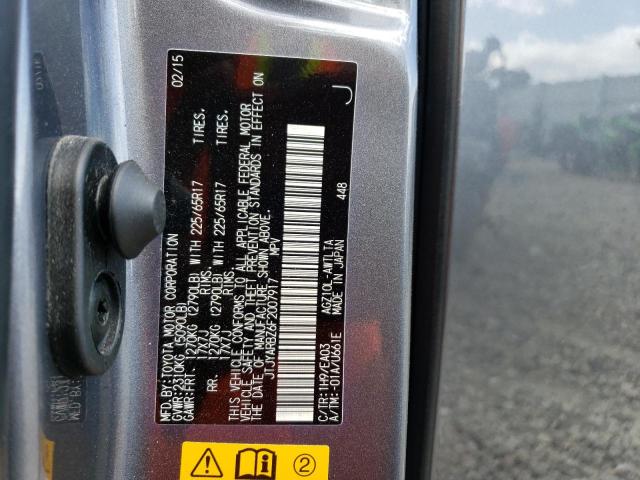 MFD.BY:TOYOTA MOTOR CORPORATION 02/15
GVWR:2310KG (5090LB)
GAWR:FRT. 1270KG (2790LB) WITH 225/65R17 TIRES,
17X7J RIMS,
RR. 1270KG (2790LB) WITH 225/65R17 TIRES,
17X7J RIMS,
THIS VEHICLE CONFORMS TO ALL APPLICABLE FEDERAL MOTOR
VEHICLE SAFETY AND THEFT PREVENTION STANDARDS IN EFFECT ON
THE DATE OF MANUFACTURE SHOWN ABOVE.
JTJYARBZ6F2007917 MPV
448 J
C/TR:1H9/EA03 AGZ10L-AWTLTA
A/TN:-01A/U661E MADE IN JAPAN
2